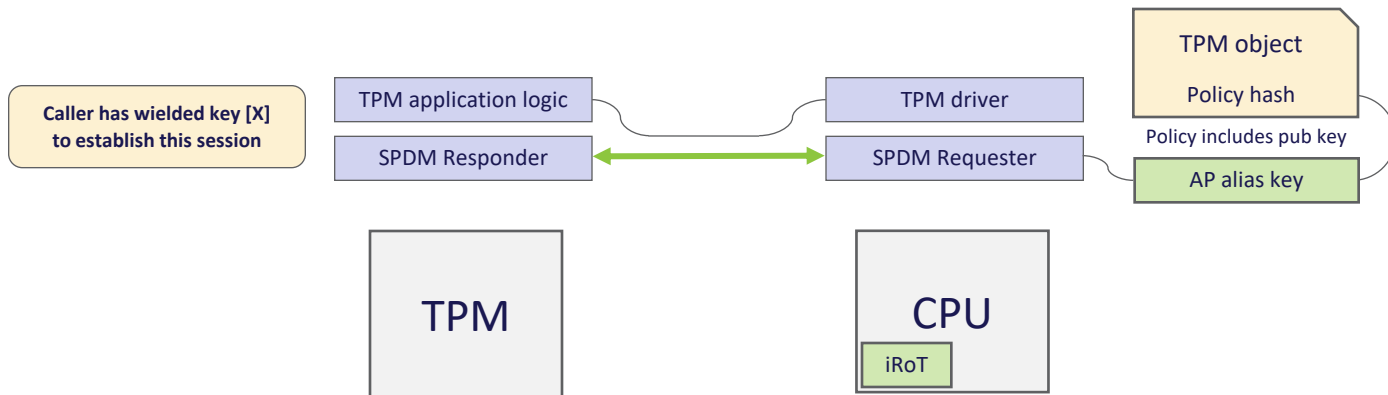 Caller has wielded key [X]
to establish this session
TPM application logic
SPDM Responder
TPM driver
SPDM Requester
TPM object
Policy hash
Policy includes pub key
AP alias key
TPM
CPU
iRoT